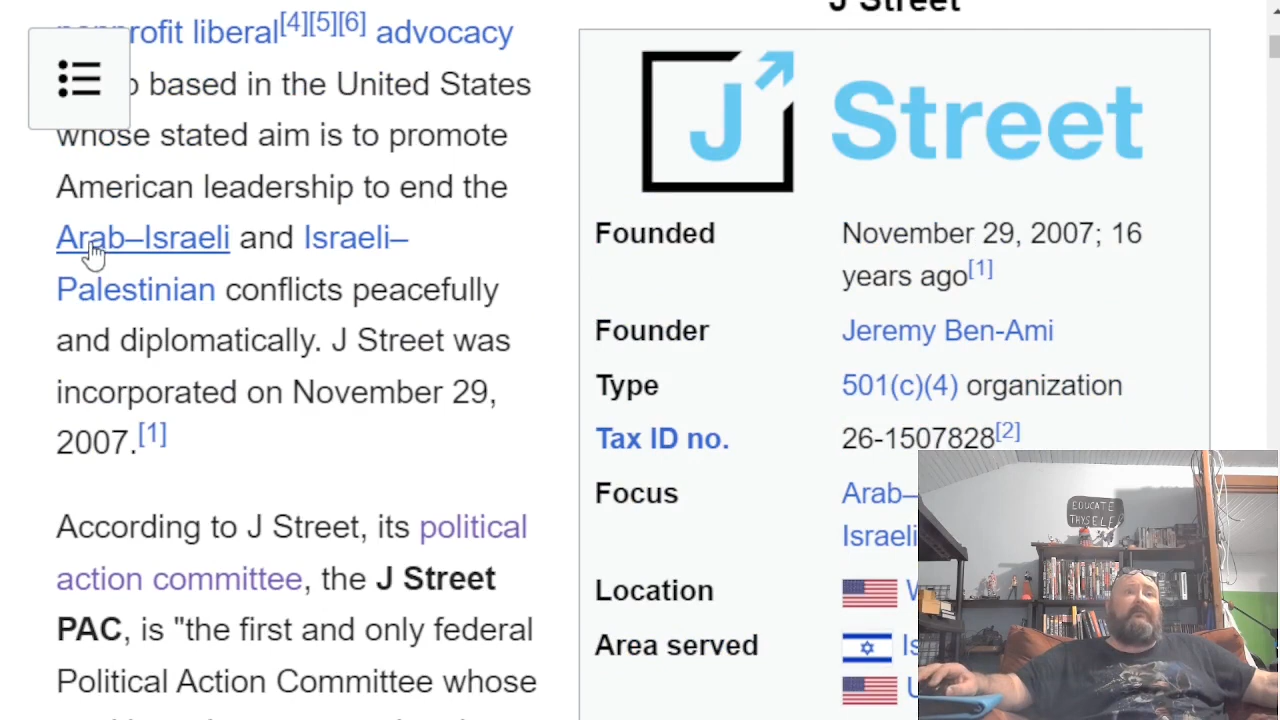 nonprofit liberal[4][5][6] advocacy
based in the United States
whose stated aim is to promote
American leadership to end the
Arab–Israeli and Israeli–
Palestinian conflicts peacefully
and diplomatically. J Street was
incorporated on November 29,
2007.[1]
According to J Street, its political
action committee, the J Street
PAC, is "the first and only federal
Political Action Committee whose
J Street
J Street
Founded November 29, 2007; 16
years ago[1]
Founder Jeremy Ben-Ami
Type 501(c)(4) organization
Tax ID no. 26-1507828[2]
Focus Arab–
Israeli
Location
Area served
EDUCATE
THYSELF